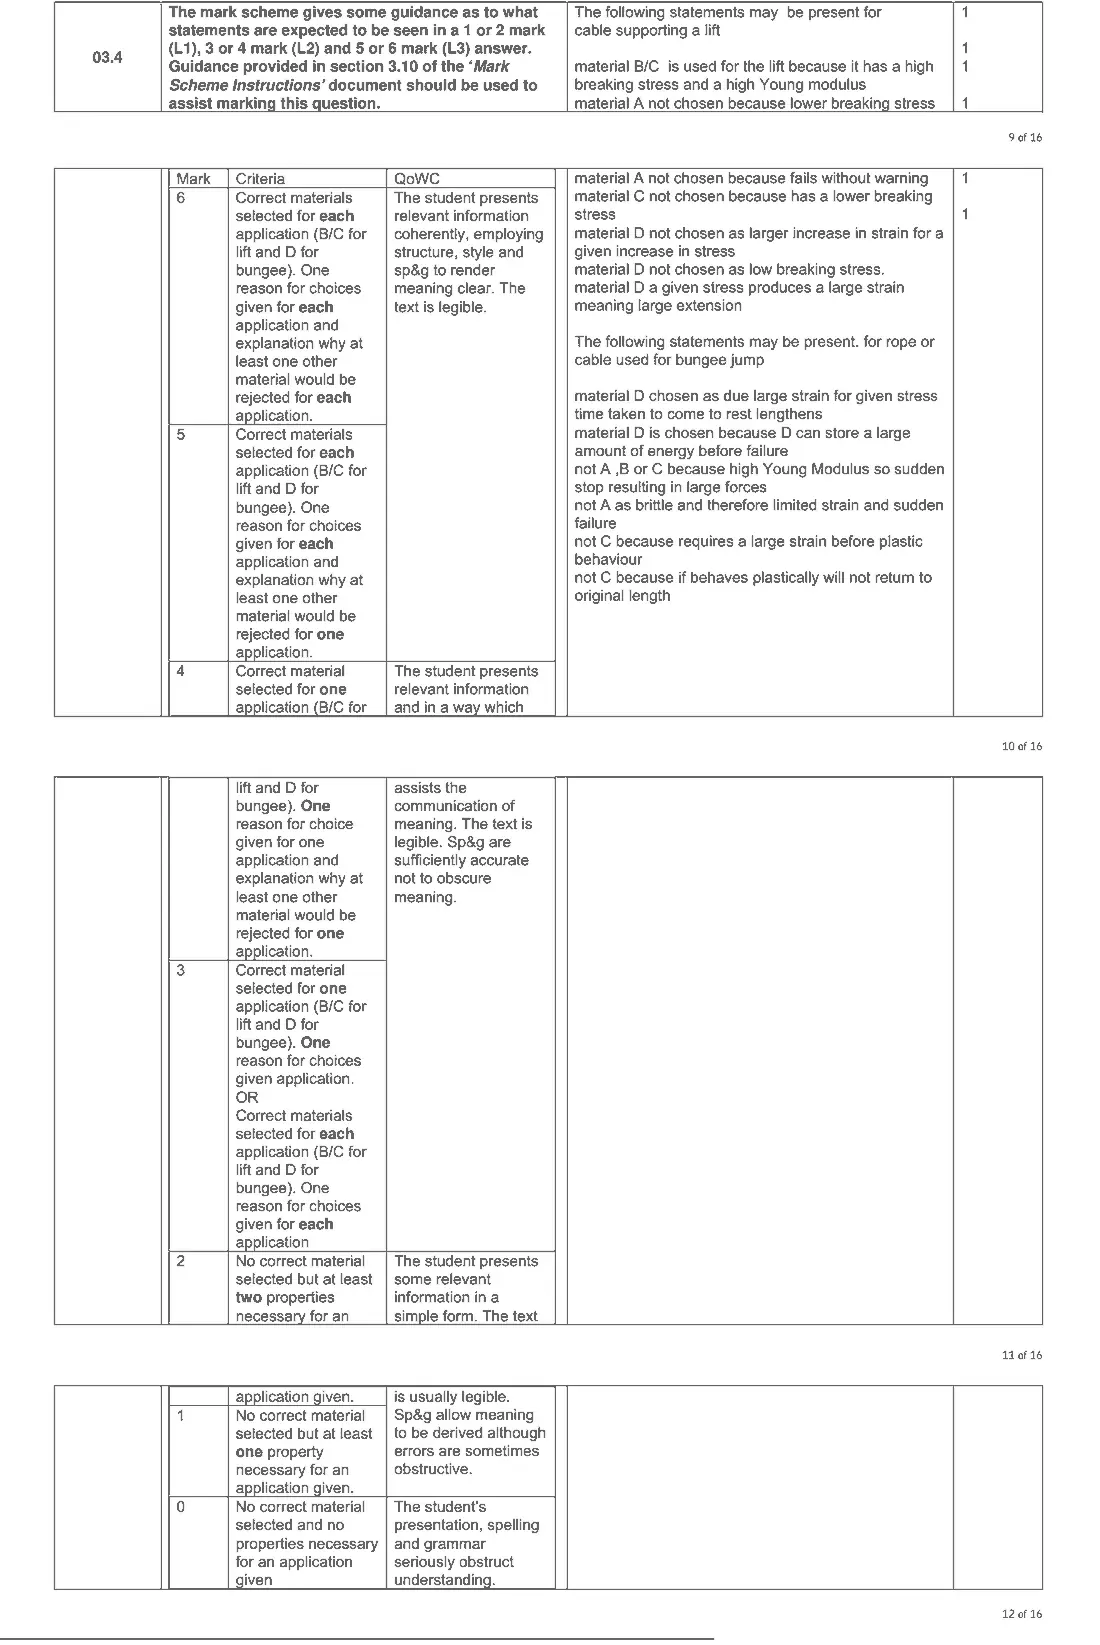 03.4
The mark scheme gives some guidance as to what
statements are expected to be seen in a 1 or 2 mark
(L1), 3 or 4 mark (L2) and 5 or 6 mark (L3) answer.
Guidance provided in section 3.10 of the ‘Mark
Scheme Instructions’ document should be used to
assist marking this question.
The following statements may be present for
cable supporting a lift
material B/C is used for the lift because it has a high
breaking stress and a high Young modulus
material A not chosen because lower breaking stress
1
1
1
1
9 of 16
Mark
Criteria
QoWC
6
Correct materials
selected for each
application (B/C for
lift and D for
bungee). One
reason for choices
given for each
application and
explanation why at
least one other
material would be
rejected for each
application.
The student presents
relevant information
coherently, employing
structure, style and
sp&g to render
meaning clear. The
text is legible.
5
Correct materials
selected for each
application (B/C for
lift and D for
bungee). One
reason for choices
given for each
application and
explanation why at
least one other
material would be
rejected for one
application.
4
Correct material
selected for one
application (B/C for
The student presents
relevant information
and in a way which
material A not chosen because fails without warning
material C not chosen because has a lower breaking
stress
material D not chosen as larger increase in strain for a
given increase in stress
material D not chosen as low breaking stress.
material D a given stress produces a large strain
meaning large extension
The following statements may be present. for rope or
cable used for bungee jump
material D chosen as due large strain for given stress
time taken to come to rest lengthens
material D is chosen because D can store a large
amount of energy before failure
not A ,B or C because high Young Modulus so sudden
stop resulting in large forces
not A as brittle and therefore limited strain and sudden
failure
not C because requires a large strain before plastic
behaviour
not C because if behaves plastically will not return to
original length
1
1
10 of 16
lift and D for
bungee). One
reason for choice
given for one
application and
explanation why at
least one other
material would be
rejected for one
application.
assists the
communication of
meaning. The text is
legible. Sp&g are
sufficiently accurate
not to obscure
meaning.
3
Correct material
selected for one
application (B/C for
lift and D for
bungee). One
reason for choices
given application.
OR
Correct materials
selected for each
application (B/C for
lift and D for
bungee). One
reason for choices
given for each
application
2
No correct material
selected but at least
two properties
necessary for an
The student presents
some relevant
information in a
simple form. The text
11 of 16
application given.
is usually legible.
Sp&g allow meaning
to be derived although
errors are sometimes
obstructive.
1
No correct material
selected but at least
one property
necessary for an
application given.
0
No correct material
selected and no
properties necessary
for an application
given
The student's
presentation, spelling
and grammar
seriously obstruct
understanding.
12 of 16